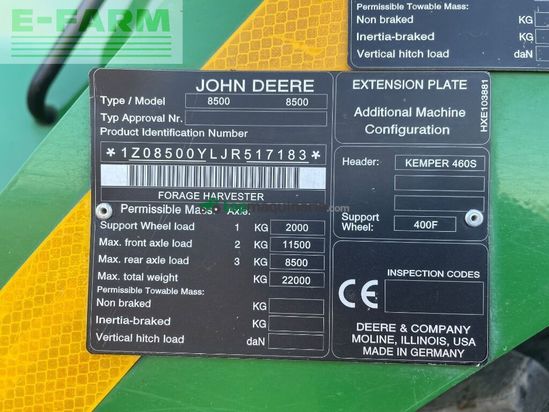 E-FARM
Permissible Towable Mass:
Non braked KG
Inertia-braked KG
Vertical hitch load daN
JOHN DEERE
Type / Model 8500 8500
Typ Approval Nr.
Product Identification Number
*1Z08500YLJR517183*
FORAGE HARVESTER
Permissible Mass Axle:
Support Wheel load 1 KG 2000
Max. front axle load 2 KG 11500
Max. rear axle load 3 KG 8500
Max. total weight KG 22000
Permissible Towable Mass:
Non braked KG
Inertia-braked KG
Vertical hitch load daN
EXTENSION PLATE
Additional Machine
Configuration
Header: KEMPER 460S
Support
Wheel: 400F
INSPECTION CODES
CE
DEERE & COMPANY
MOLINE, ILLINOIS, USA
MADE IN GERMANY
HXE103881